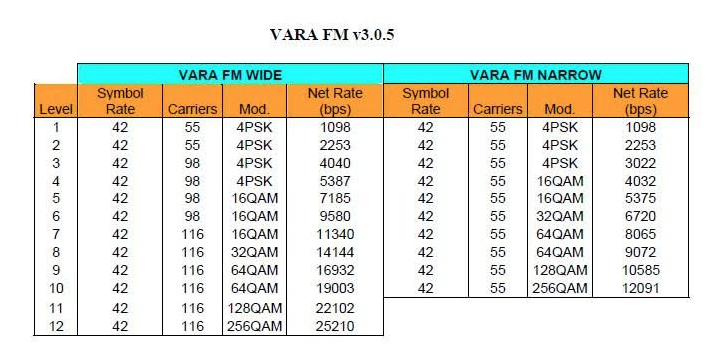 VARA FM v3.0.5
VARA FM WIDE VARA FM NARROW
Level Symbol Rate Carriers Mod. Net Rate (bps) Symbol Rate Carriers Mod. Net Rate (bps)
1 42 55 4PSK 1098 42 55 4PSK 1098
2 42 55 4PSK 2253 42 55 4PSK 2253
3 42 98 4PSK 4040 42 55 4PSK 3022
4 42 98 4PSK 5387 42 55 16QAM 4032
5 42 98 16QAM 7185 42 55 16QAM 5375
6 42 98 16QAM 9580 42 55 32QAM 6720
7 42 116 16QAM 11340 42 55 64QAM 8065
8 42 116 32QAM 14144 42 55 64QAM 9072
9 42 116 64QAM 16932 42 55 128QAM 10585
10 42 116 64QAM 19003 42 55 256QAM 12091
11 42 116 128QAM 22102
12 42 116 256QAM 25210